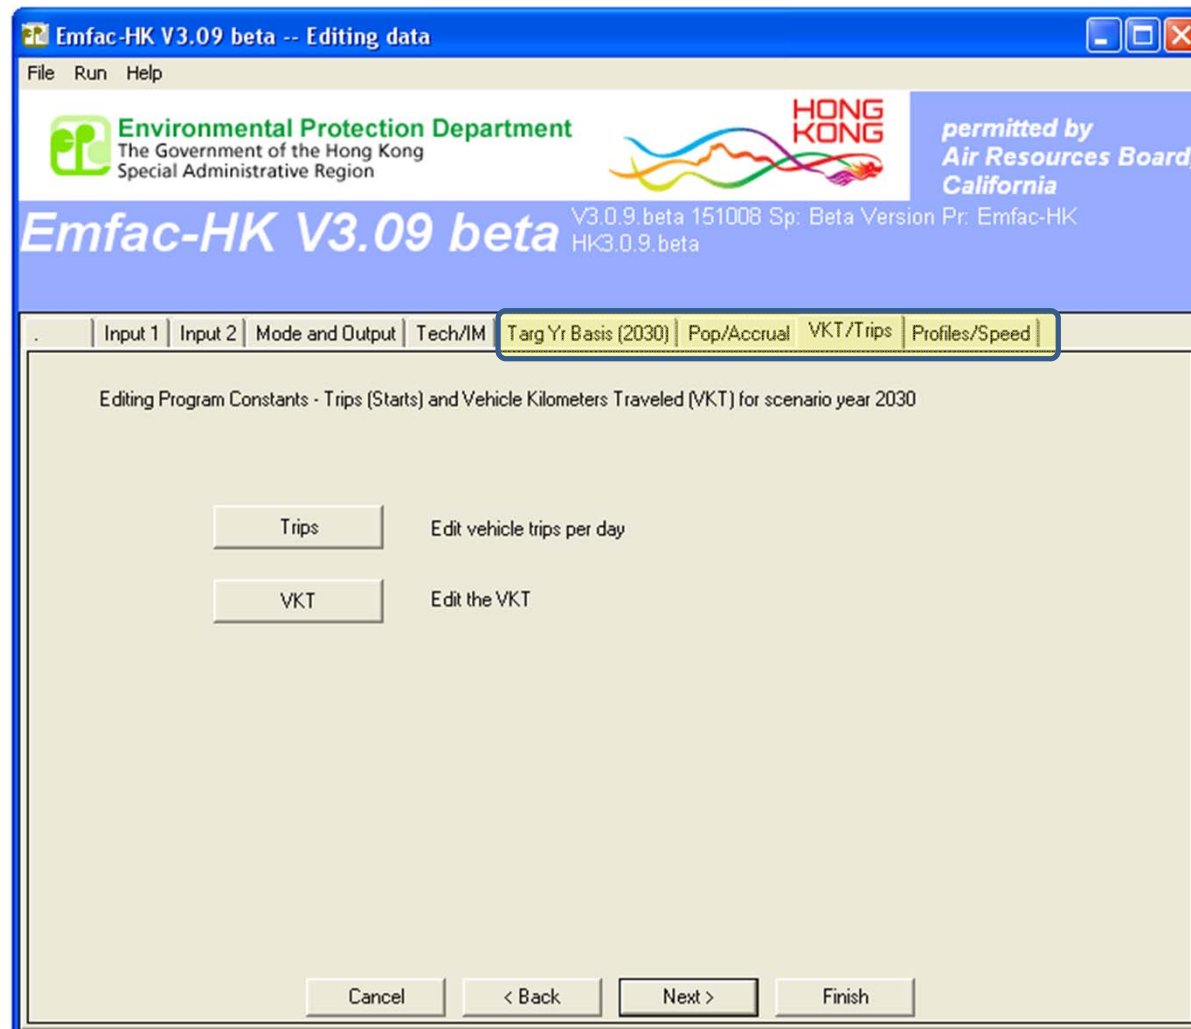 Emfac-HK V3.09 beta -- Editing data
File Run Help
Environmental Protection Department
The Government of the Hong Kong
Special Administrative Region
HONG
KONG
permitted by
Air Resources Board,
California
Emfac-HK V3.09 beta
V3.0.9.beta 151008 Sp: Beta Version Pr: Emfac-HK
HK3.0.9.beta
. Input 1 Input 2 Mode and Output Tech/IM Targ Yr Basis (2030) Pop/Accrual VKT/Trips Profiles/Speed
Editing Program Constants - Trips (Starts) and Vehicle Kilometers Traveled (VKT) for scenario year 2030
Trips Edit vehicle trips per day
VKT Edit the VKT
Cancel < Back Next > Finish